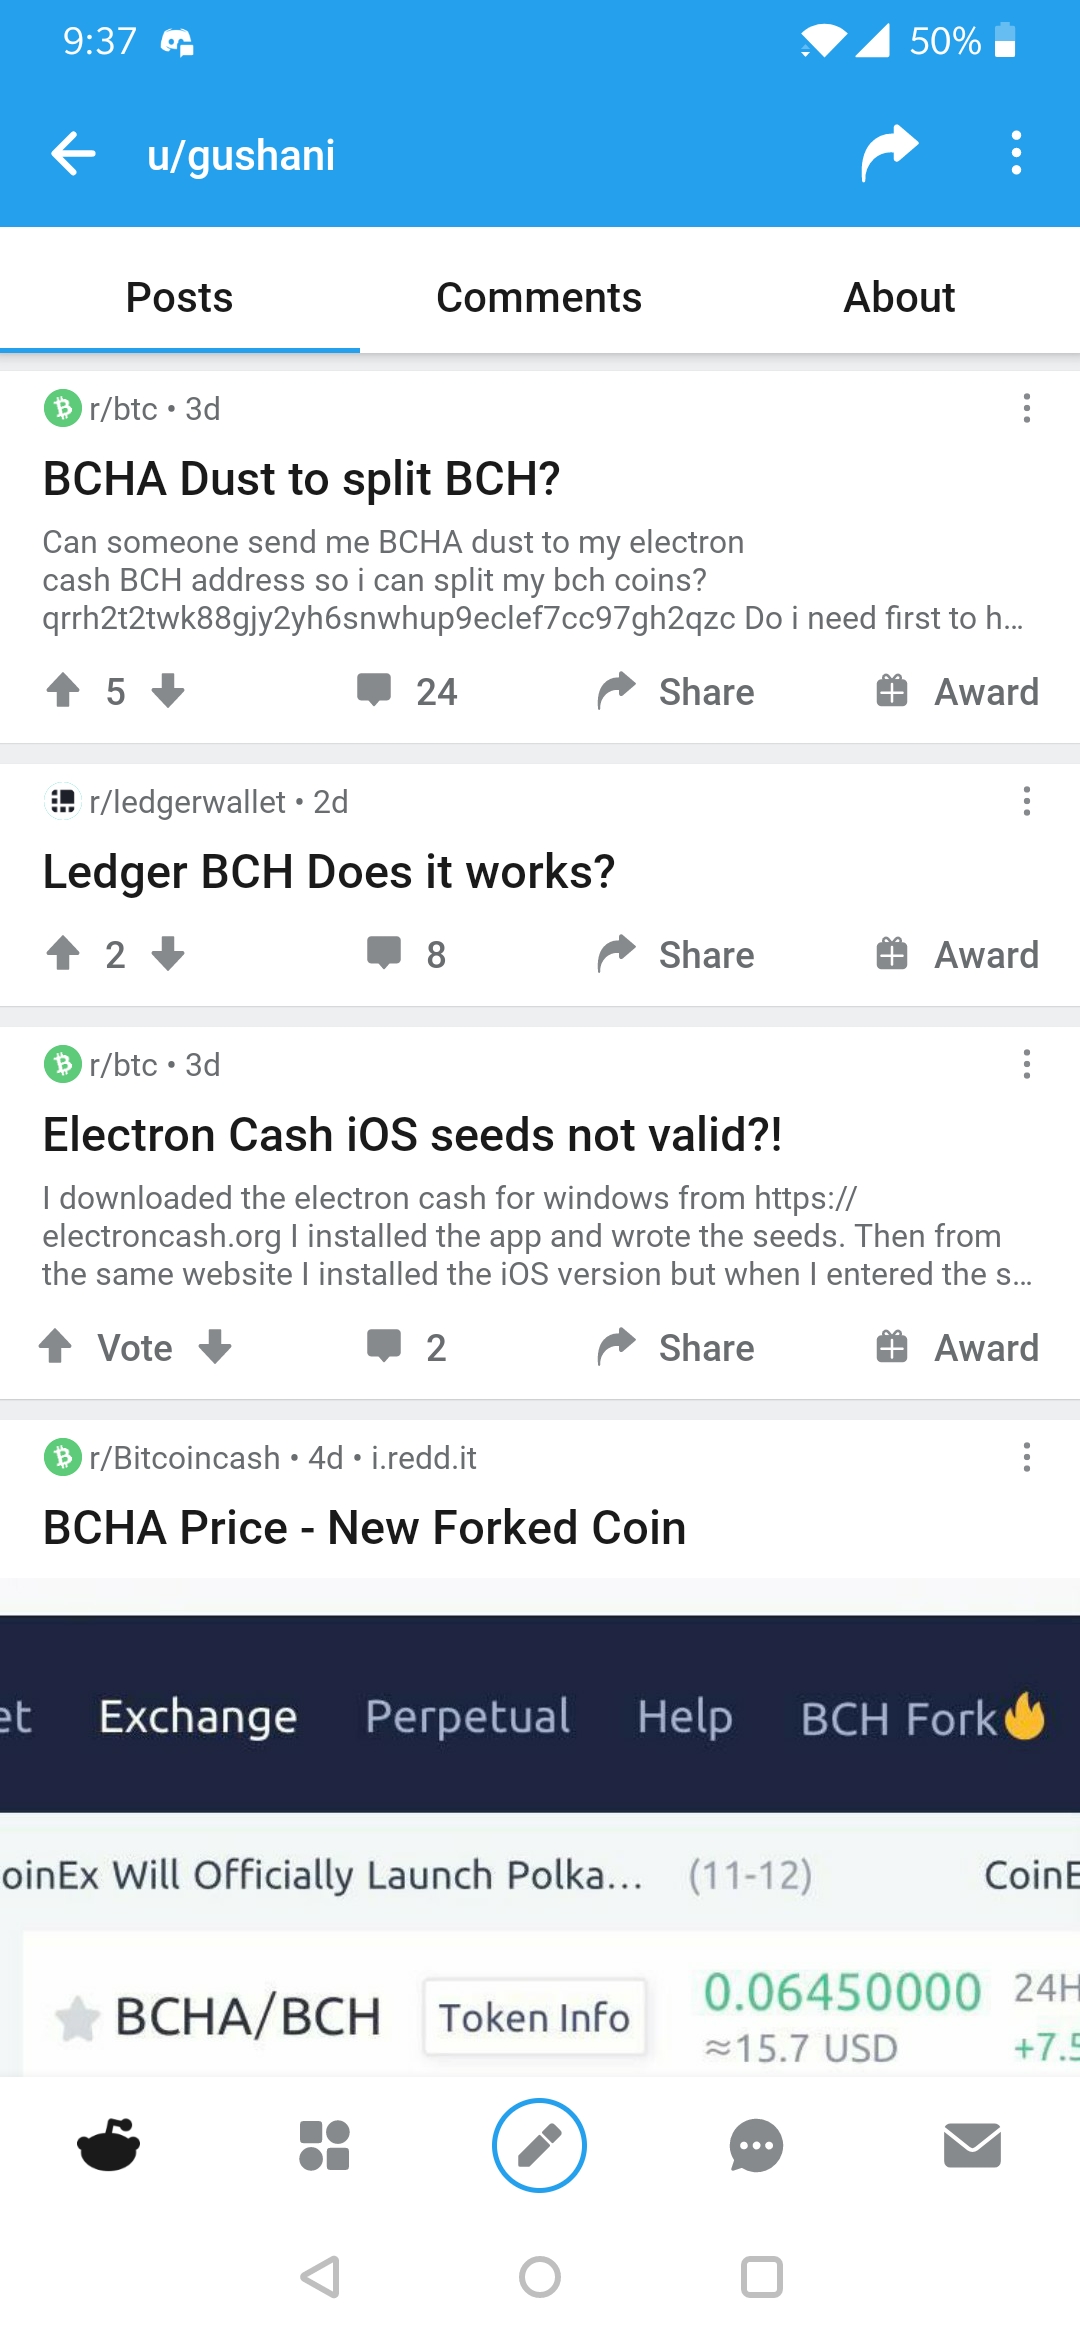 9:37
50%
u/gushani
Posts Comments About
r/btc • 3d
BCHA Dust to split BCH?
Can someone send me BCHA dust to my electron
cash BCH address so i can split my bch coins?
qrrh2t2twk88gjy2yh6snwhup9eclef7cc97gh2qzc Do i need first to h...
5 24 Share Award
r/ledgerwallet • 2d
Ledger BCH Does it works?
2 8 Share Award
r/btc • 3d
Electron Cash iOS seeds not valid?!
I downloaded the electron cash for windows from https://
electroncash.org I installed the app and wrote the seeds. Then from
the same website I installed the iOS version but when I entered the s...
Vote 2 Share Award
r/Bitcoincash • 4d • i.redd.it
BCHA Price - New Forked Coin
et Exchange Perpetual Help BCH Fork
oinEx Will Officially Launch Polka... (11-12) CoinE
BCHA/BCH Token Info 0.06450000 24H
≈15.7 USD +7.5